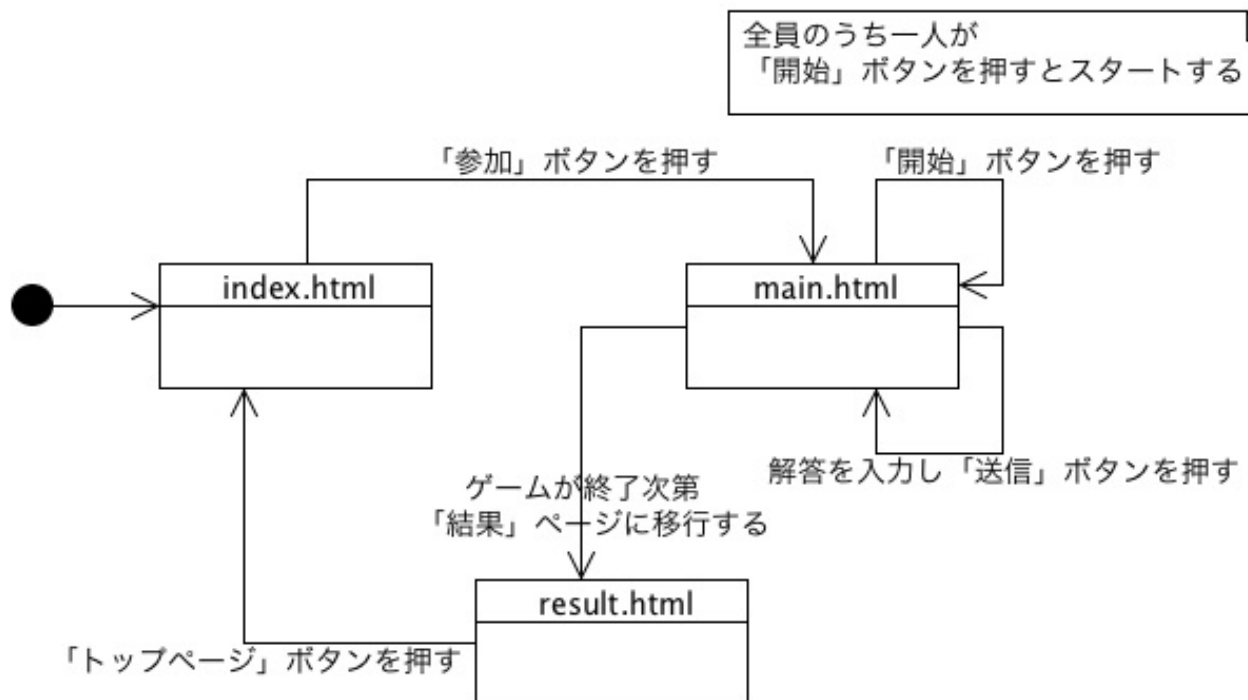 全員のうち一人が
「開始」ボタンを押すとスタートする
「参加」ボタンを押す
「開始」ボタンを押す
index.html
main.html
解答を入力し「送信」ボタンを押す
ゲームが終了次第
「結果」ページに移行する
result.html
「トップページ」ボタンを押す